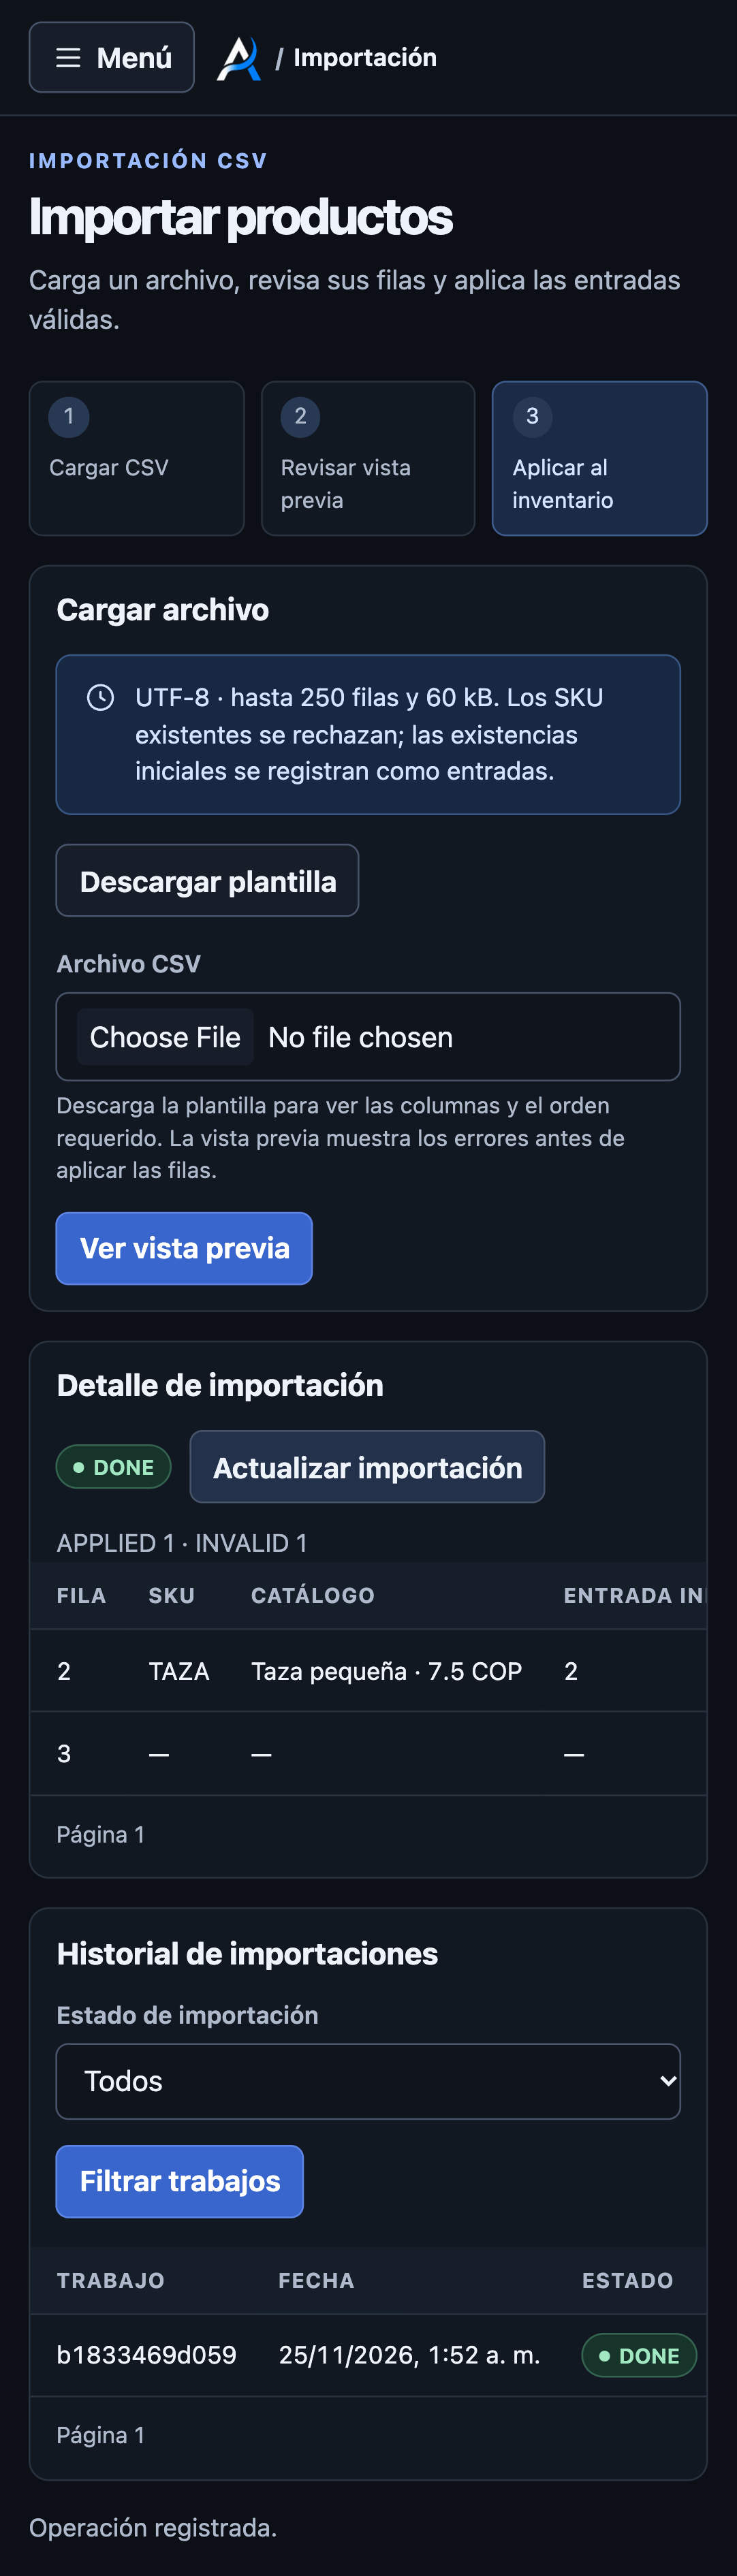 Menú
/ Importación
IMPORTACIÓN CSV
Importar productos
Carga un archivo, revisa sus filas y aplica las entradas
válidas.
1
Cargar CSV
2
Revisar vista
previa
3
Aplicar al
inventario
Cargar archivo
UTF-8 · hasta 250 filas y 60 kB. Los SKU
existentes se rechazan; las existencias
iniciales se registran como entradas.
Descargar plantilla
Archivo CSV
Choose File No file chosen
Descarga la plantilla para ver las columnas y el orden
requerido. La vista previa muestra los errores antes de
aplicar las filas.
Ver vista previa
Detalle de importación
DONE
Actualizar importación
APPLIED 1 · INVALID 1
FILA SKU CATÁLOGO ENTRADA
2 TAZA Taza pequeña · 7.5 COP 2
3 — — —
Página 1
Historial de importaciones
Estado de importación
Todos
Filtrar trabajos
TRABAJO FECHA ESTADO
b1833469d059 25/11/2026, 1:52 a. m. DONE
Página 1
Operación registrada.